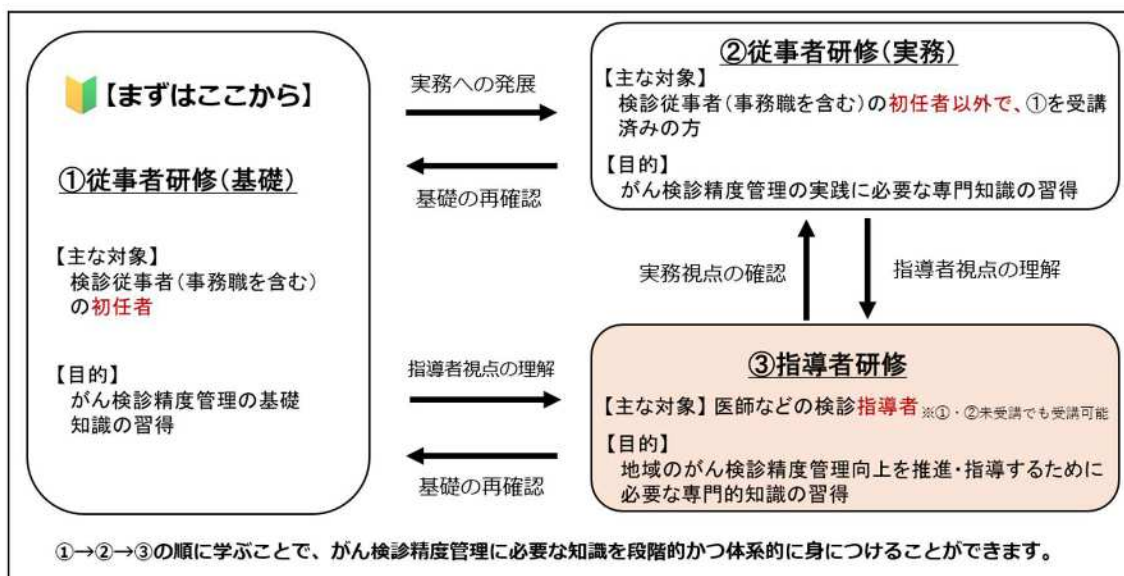 【まずはここから】
①従事者研修(基礎)
【主な対象】
検診従事者(事務職を含む)
の初任者
【目的】
がん検診精度管理の基礎
知識の習得
実務への発展
基礎の再確認
②従事者研修(実務)
【主な対象】
検診従事者(事務職を含む)の初任者以外で、①を受講
済みの方
【目的】
がん検診精度管理の実践に必要な専門知識の習得
実務視点の確認
指導者視点の理解
指導者視点の理解
基礎の再確認
③指導者研修
【主な対象】医師などの検診指導者 ※①・②未受講でも受講可能
【目的】
地域のがん検診精度管理向上を推進・指導するために
必要な専門的知識の習得
①→②→③の順に学ぶことで、がん検診精度管理に必要な知識を段階的かつ体系的に身につけることができます。